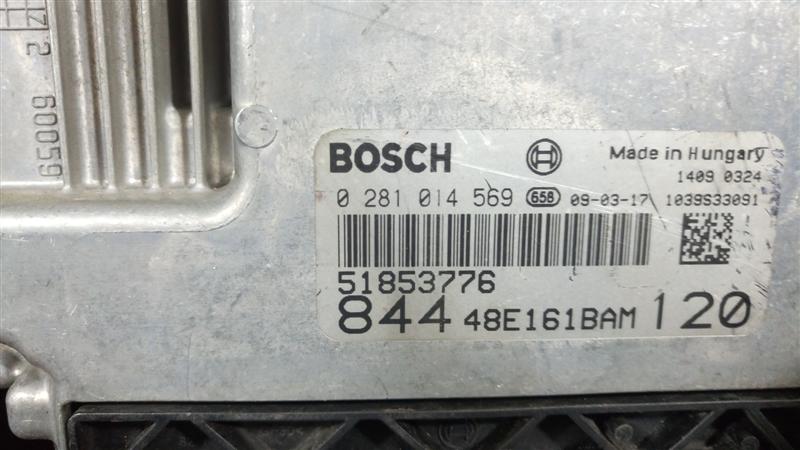 BOSCH Made in Hungary
1409 0324
0 281 014 569 658 09-03-17 1039S33091
51853776
844 48E161BAM 120
600059